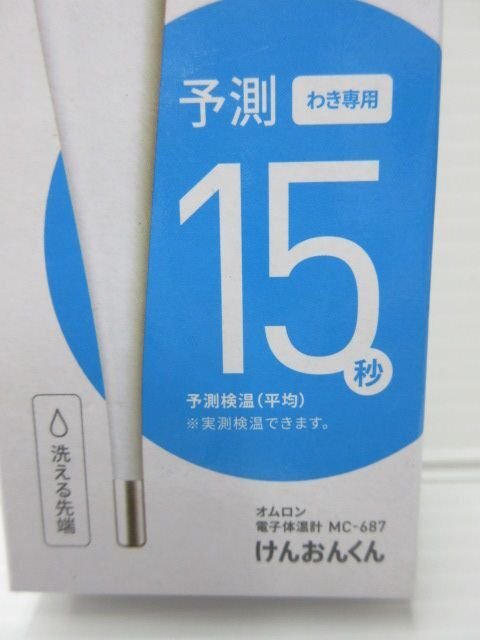 予測 わき専用
15秒
予測検温(平均)
※実測検温できます。
洗える先端
オムロン
電子体温計 MC-687
けんおんくん